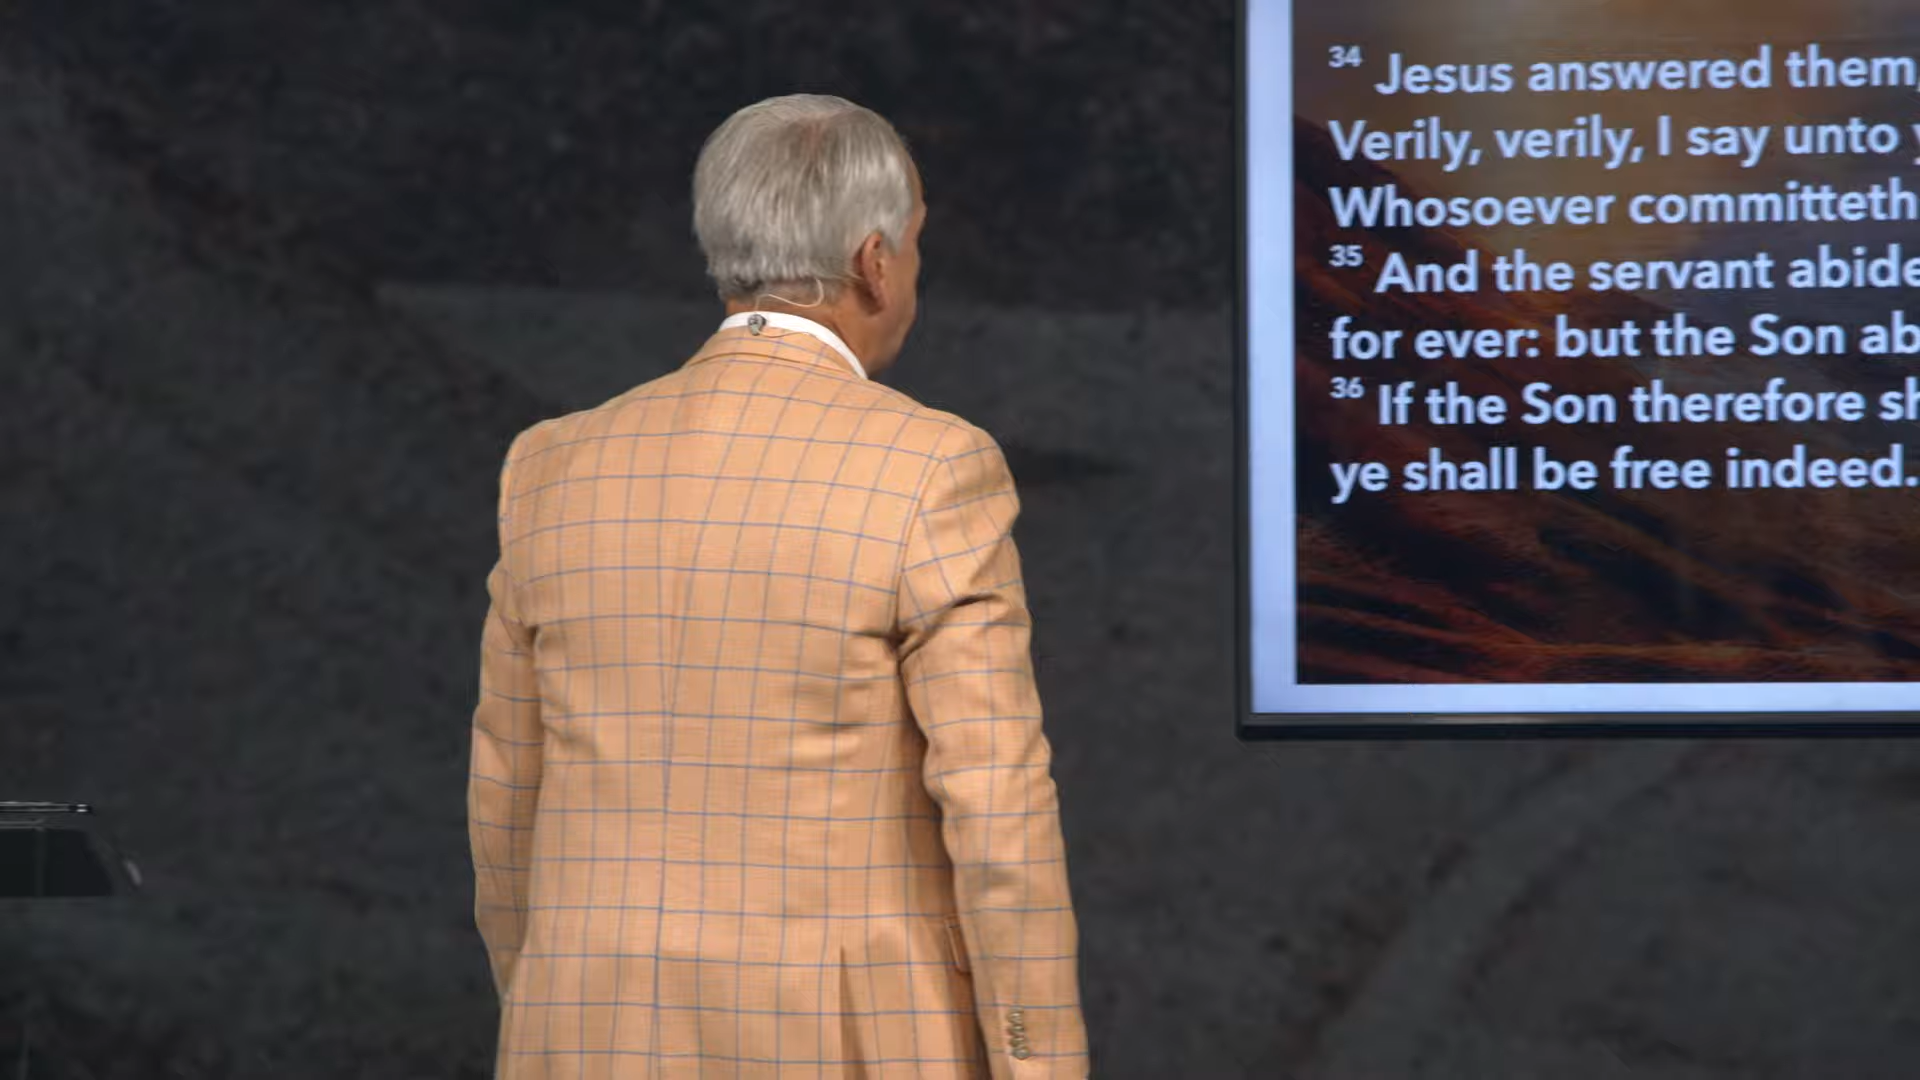 34 Jesus answered them,
Verily, verily, I say unto
Whosoever committeth
35 And the servant abide
for ever: but the Son ab
36 If the Son therefore sh
ye shall be free indeed.